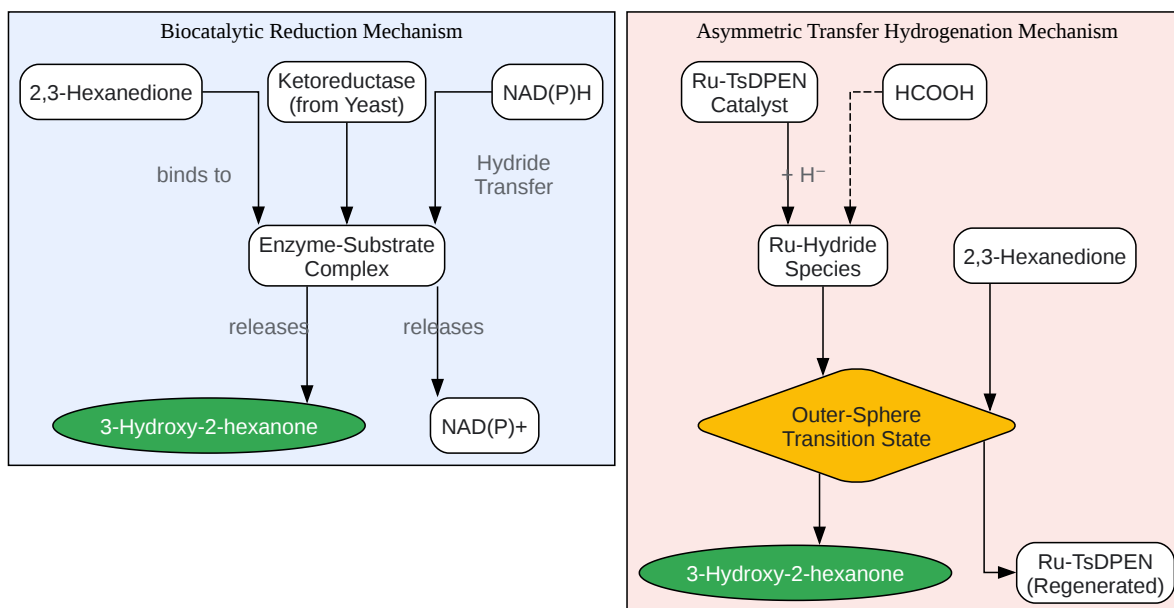 Biocatalytic Reduction Mechanism
2,3-Hexanedione
Ketoreductase
(from Yeast)
NAD(P)H
binds to
Hydride
Transfer
Enzyme-Substrate
Complex
releases
releases
3-Hydroxy-2-hexanone
NAD(P)+
Asymmetric Transfer Hydrogenation Mechanism
Ru-TsDPEN
Catalyst
HCOOH
+ H⁻
Ru-Hydride
Species
2,3-Hexanedione
Outer-Sphere
Transition State
3-Hydroxy-2-hexanone
Ru-TsDPEN
(Regenerated)